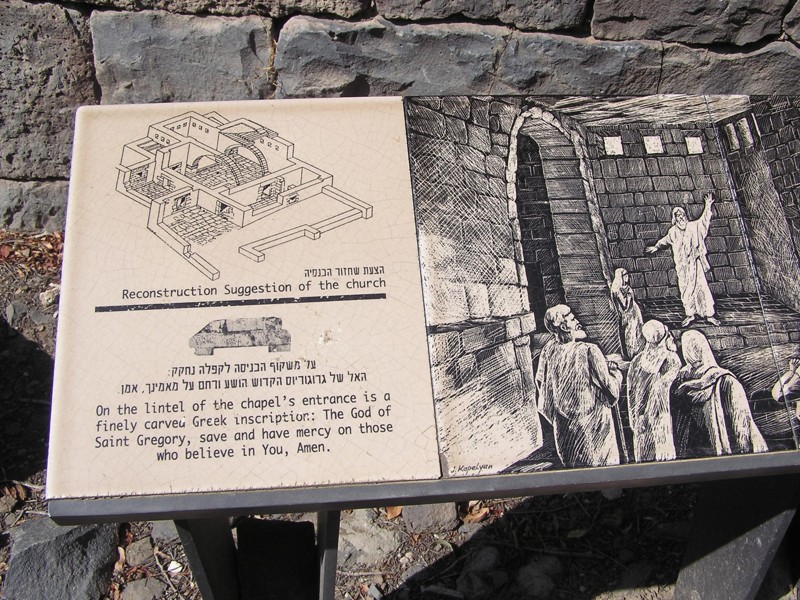 הצעת שחזור הכנסיה
Reconstruction Suggestion of the church
על משקוף הכניסה לקפלה נחקק:
האל של גרוגוריוס הקדוש הושע ורחם על מאמינך, אמן.
On the lintel of the chapel's entrance is a
finely carved Greek inscription: The God of
Saint Gregory, save and have mercy on those
who believe in You, Amen.
J. Kapelyan